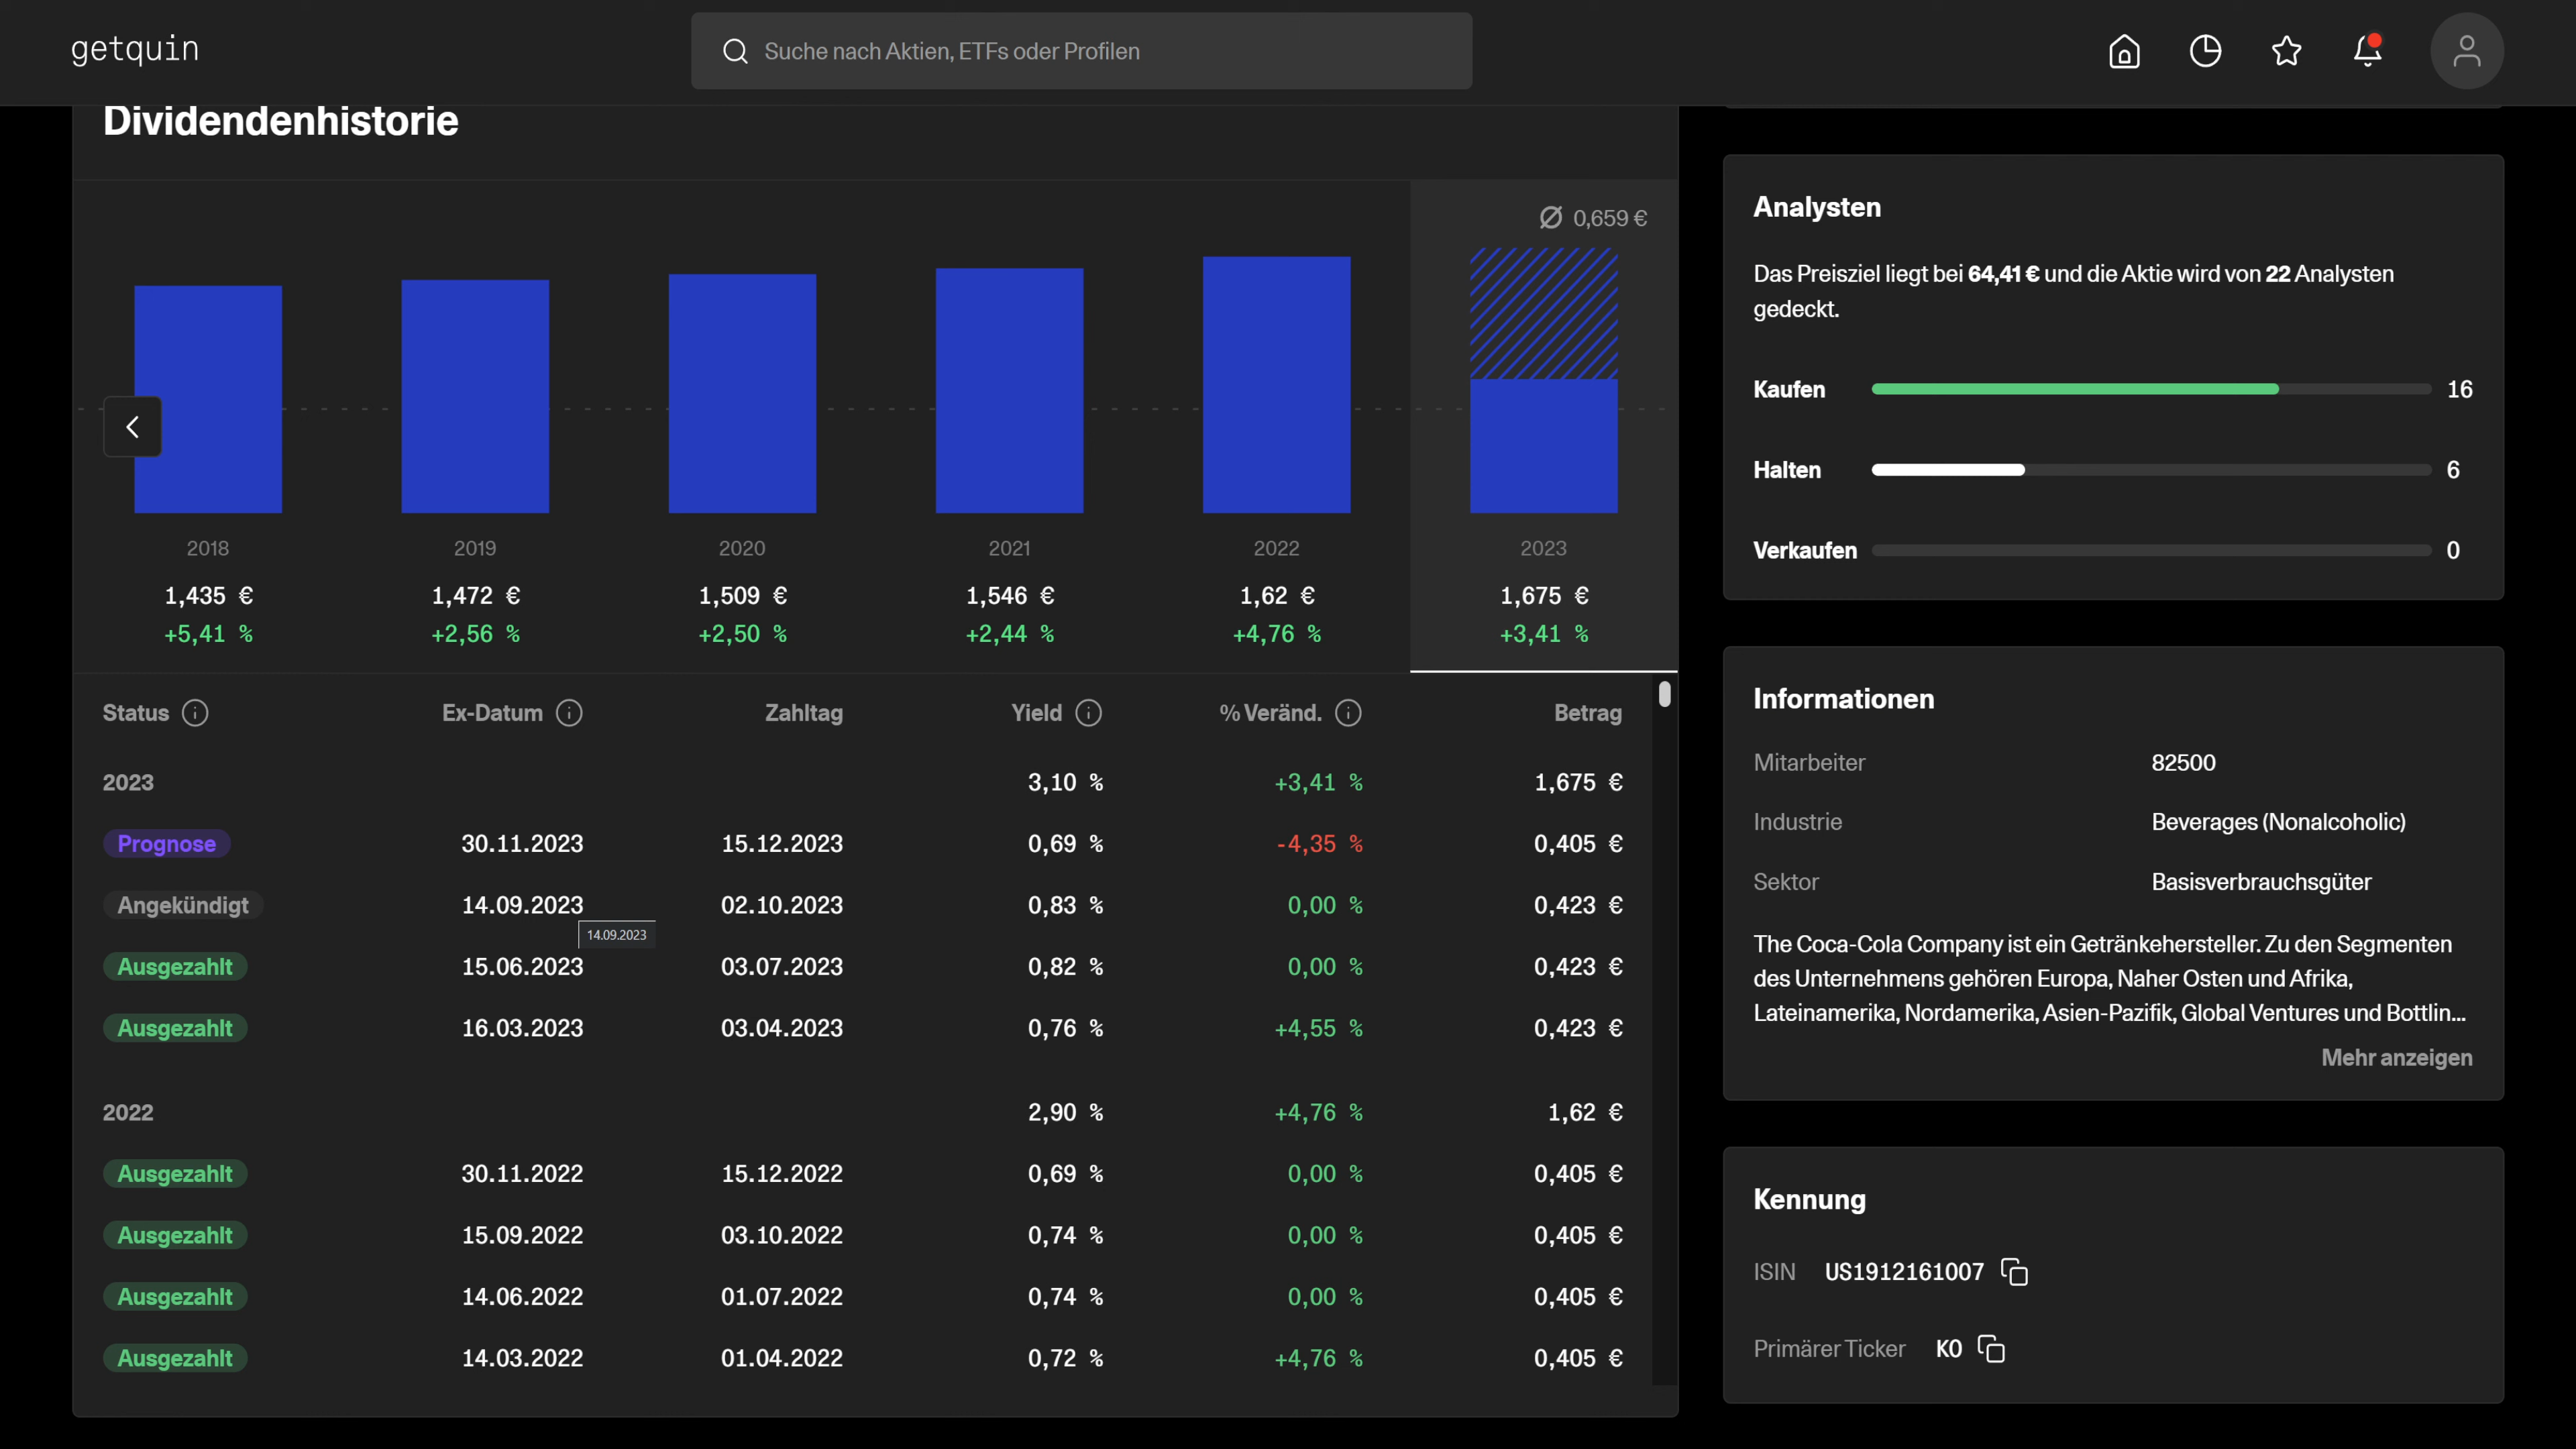 getquin
Suche nach Aktien, ETFs oder Profilen
Dividendenhistorie
Ø 0,659 €
2018 2019 2020 2021 2022 2023
1,435 € 1,472 € 1,509 € 1,546 € 1,62 € 1,675 €
+5,41 % +2,56 % +2,50 % +2,44 % +4,76 % +3,41 %
Status Ex-Datum Zahltag Yield % Veränd. Betrag
2023 3,10 % +3,41 % 1,675 €
Prognose 30.11.2023 15.12.2023 0,69 % -4,35 % 0,405 €
Angekündigt 14.09.2023 02.10.2023 0,83 % 0,00 % 0,423 €
14.09.2023
Ausgezahlt 15.06.2023 03.07.2023 0,82 % 0,00 % 0,423 €
Ausgezahlt 16.03.2023 03.04.2023 0,76 % +4,55 % 0,423 €
2022 2,90 % +4,76 % 1,62 €
Ausgezahlt 30.11.2022 15.12.2022 0,69 % 0,00 % 0,405 €
Ausgezahlt 15.09.2022 03.10.2022 0,74 % 0,00 % 0,405 €
Ausgezahlt 14.06.2022 01.07.2022 0,74 % 0,00 % 0,405 €
Ausgezahlt 14.03.2022 01.04.2022 0,72 % +4,76 % 0,405 €
Analysten
Das Preisziel liegt bei 64,41 € und die Aktie wird von 22 Analysten
gedeckt.
Kaufen 16
Halten 6
Verkaufen 0
Informationen
Mitarbeiter 82500
Industrie Beverages (Nonalcoholic)
Sektor Basisverbrauchsgüter
The Coca-Cola Company ist ein Getränkehersteller. Zu den Segmenten
des Unternehmens gehören Europa, Naher Osten und Afrika,
Lateinamerika, Nordamerika, Asien-Pazifik, Global Ventures und Bottlin...
Mehr anzeigen
Kennung
ISIN US1912161007
Primärer Ticker KO